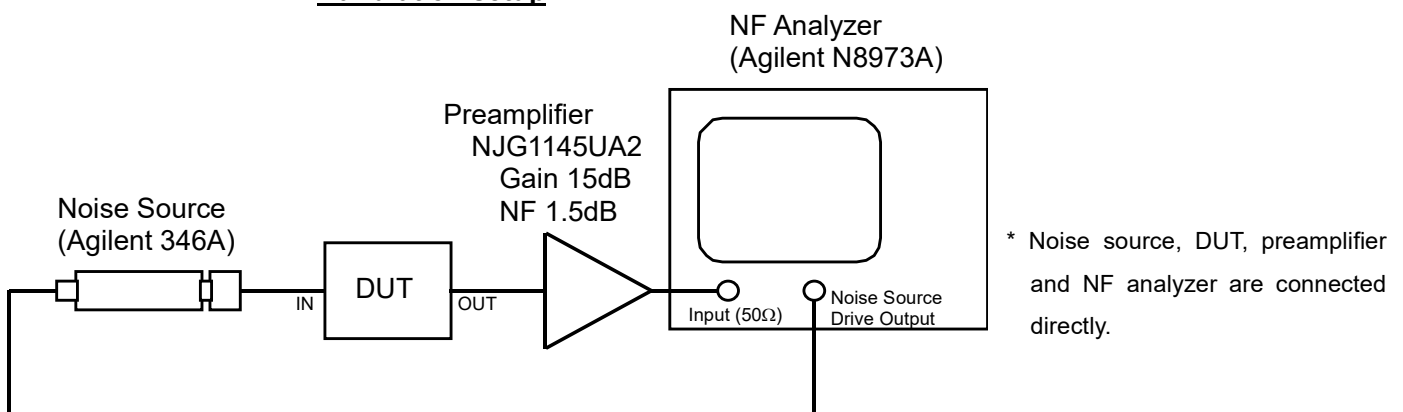 NF Analyzer
(Agilent N8973A)
Preamplifier
NJG1145UA2
Gain 15dB
NF 1.5dB
Noise Source
(Agilent 346A)
DUT
IN
OUT
Input (50Ω)
Noise Source
Drive Output
* Noise source, DUT, preamplifier
and NF analyzer are connected
directly.